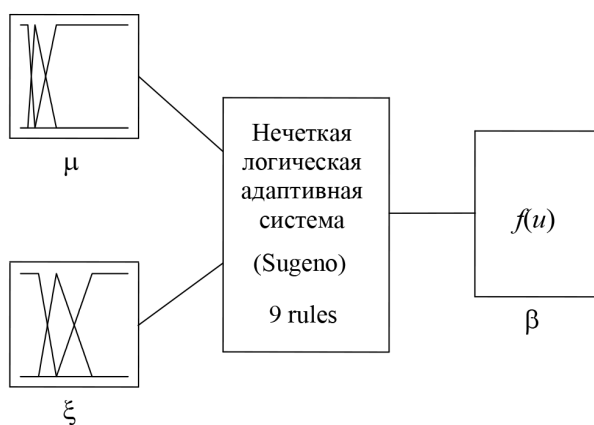 μ
ξ
Нечеткая
логическая
адаптивная
система
(Sugeno)
9 rules
f(u)
β